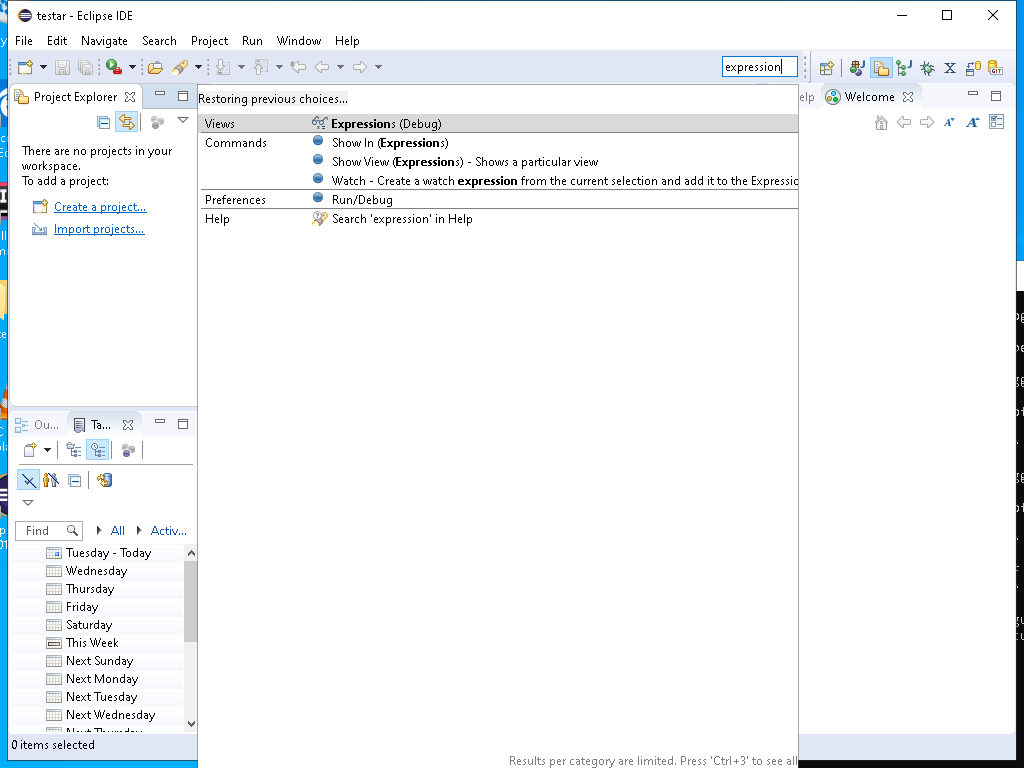 testar - Eclipse IDE
File Edit Navigate Search Project Run Window Help
expression
Project Explorer
elp
Welcome
Restoring previous choices...
Views Expressions (Debug)
Commands Show In (Expressions)
Show View (Expressions) - Shows a particular view
Watch - Create a watch expression from the current selection and add it to the Expressic
Preferences Run/Debug
Help Search 'expression' in Help
There are no projects in your
workspace.
To add a project:
Create a project...
Import projects...
Ou... Ta...
Find All Activ...
Tuesday - Today
Wednesday
Thursday
Friday
Saturday
This Week
Next Sunday
Next Monday
Next Tuesday
Next Wednesday
Next Thursday
0 items selected
Results per category are limited. Press 'Ctrl+3' to see all